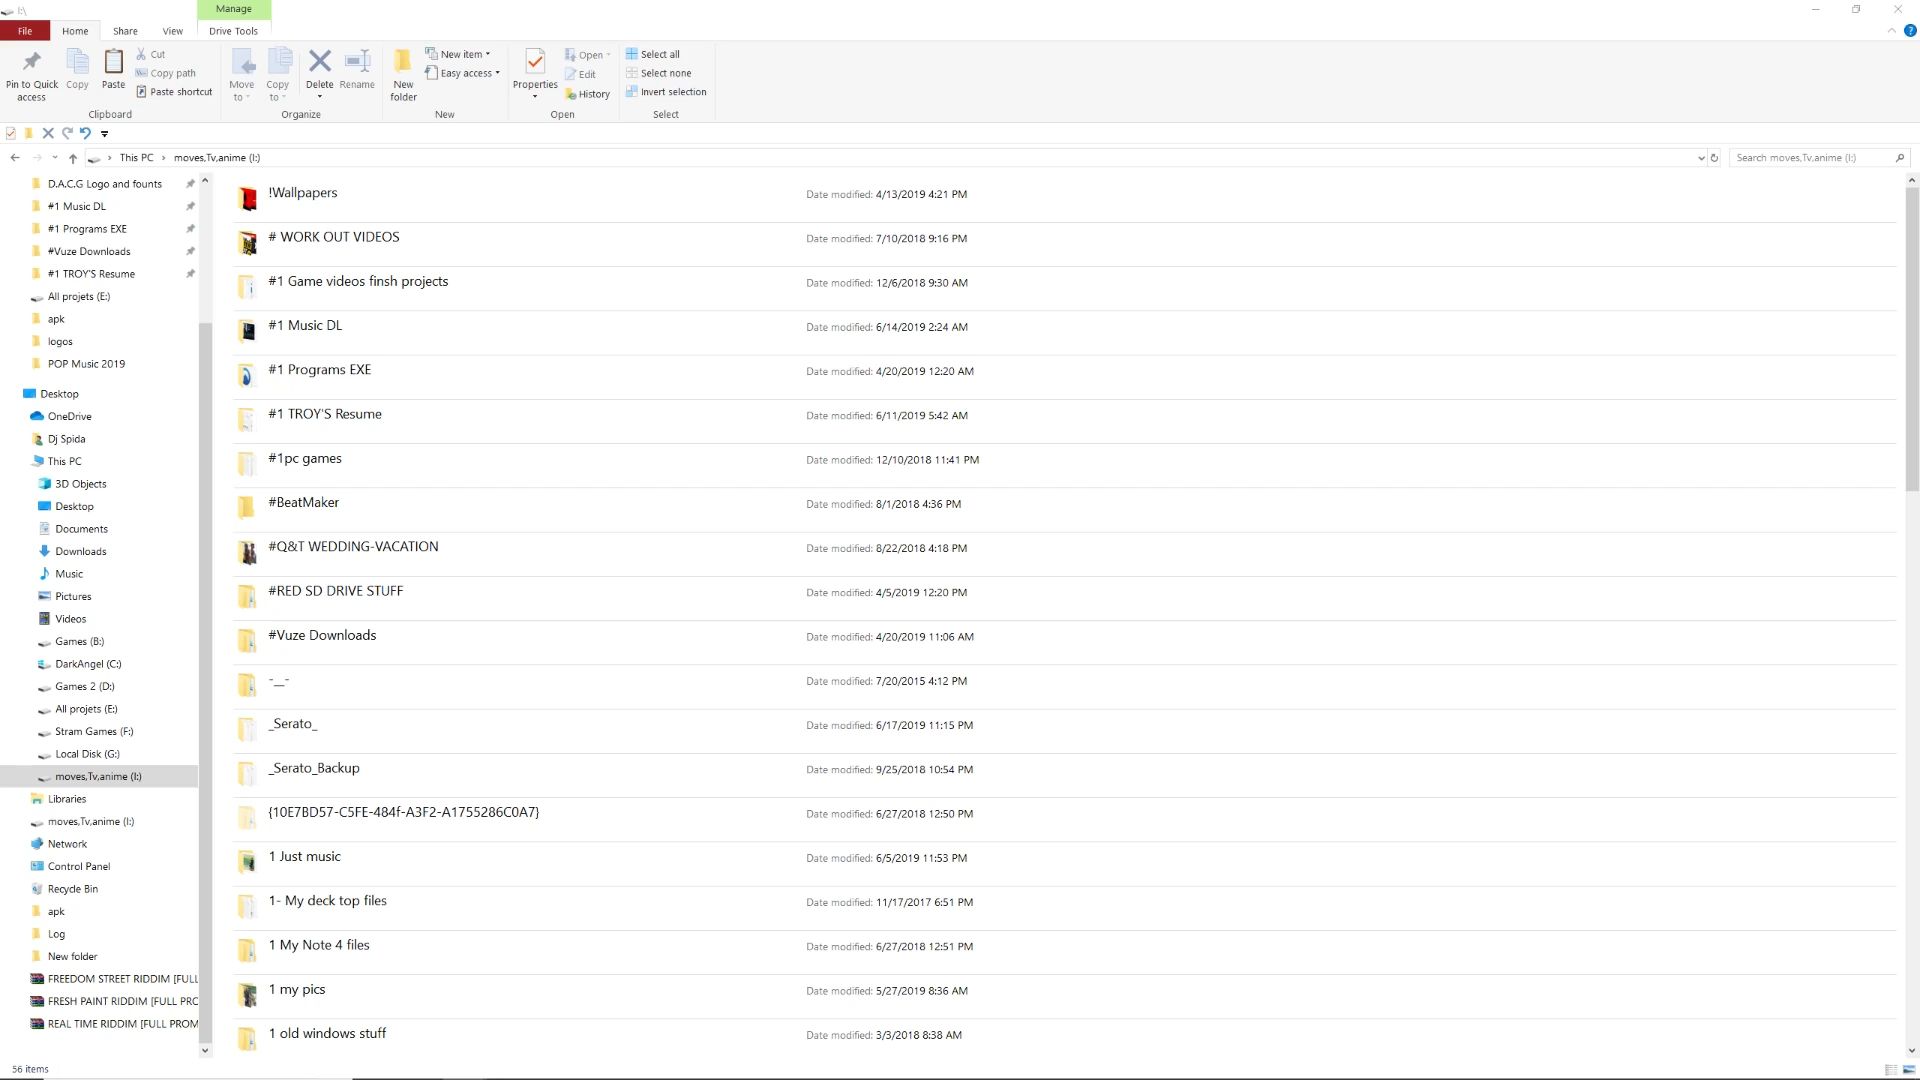 I:\
Manage
File
Home
Share
View
Drive Tools
Pin to Quick access
Copy
Paste
Cut
Copy path
Paste shortcut
Clipboard
Move to
Copy to
Delete
Rename
Organize
New folder
New item
Easy access
New
Properties
Open
Edit
History
Open
Select all
Select none
Invert selection
Select
This PC
moves,Tv,anime (I:)
Search moves,Tv,anime (I:)
D.A.C.G Logo and founts
#1 Music DL
#1 Programs EXE
#Vuze Downloads
#1 TROY'S Resume
All projets (E:)
apk
logos
POP Music 2019
Desktop
OneDrive
Dj Spida
This PC
3D Objects
Desktop
Documents
Downloads
Music
Pictures
Videos
Games (B:)
DarkAngel (C:)
Games 2 (D:)
All projets (E:)
Stram Games (F:)
Local Disk (G:)
moves,Tv,anime (I:)
Libraries
moves,Tv,anime (I:)
Network
Control Panel
Recycle Bin
apk
Log
New folder
FREEDOM STREET RIDDIM [FULL
FRESH PAINT RIDDIM [FULL PRO
REAL TIME RIDDIM [FULL PROM
!Wallpapers Date modified: 4/13/2019 4:21 PM
# WORK OUT VIDEOS Date modified: 7/10/2018 9:16 PM
#1 Game videos finsh projects Date modified: 12/6/2018 9:30 AM
#1 Music DL Date modified: 6/14/2019 2:24 AM
#1 Programs EXE Date modified: 4/20/2019 12:20 AM
#1 TROY'S Resume Date modified: 6/11/2019 5:42 AM
#1pc games Date modified: 12/10/2018 11:41 PM
#BeatMaker Date modified: 8/1/2018 4:36 PM
#Q&T WEDDING-VACATION Date modified: 8/22/2018 4:18 PM
#RED SD DRIVE STUFF Date modified: 4/5/2019 12:20 PM
#Vuze Downloads Date modified: 4/20/2019 11:06 AM
-__- Date modified: 7/20/2015 4:12 PM
_Serato_ Date modified: 6/17/2019 11:15 PM
_Serato_Backup Date modified: 9/25/2018 10:54 PM
{10E7BD57-C5FE-484f-A3F2-A1755286C0A7} Date modified: 6/27/2018 12:50 PM
1 Just music Date modified: 6/5/2019 11:53 PM
1- My deck top files Date modified: 11/17/2017 6:51 PM
1 My Note 4 files Date modified: 6/27/2018 12:51 PM
1 my pics Date modified: 5/27/2019 8:36 AM
1 old windows stuff Date modified: 3/3/2018 8:38 AM
56 items